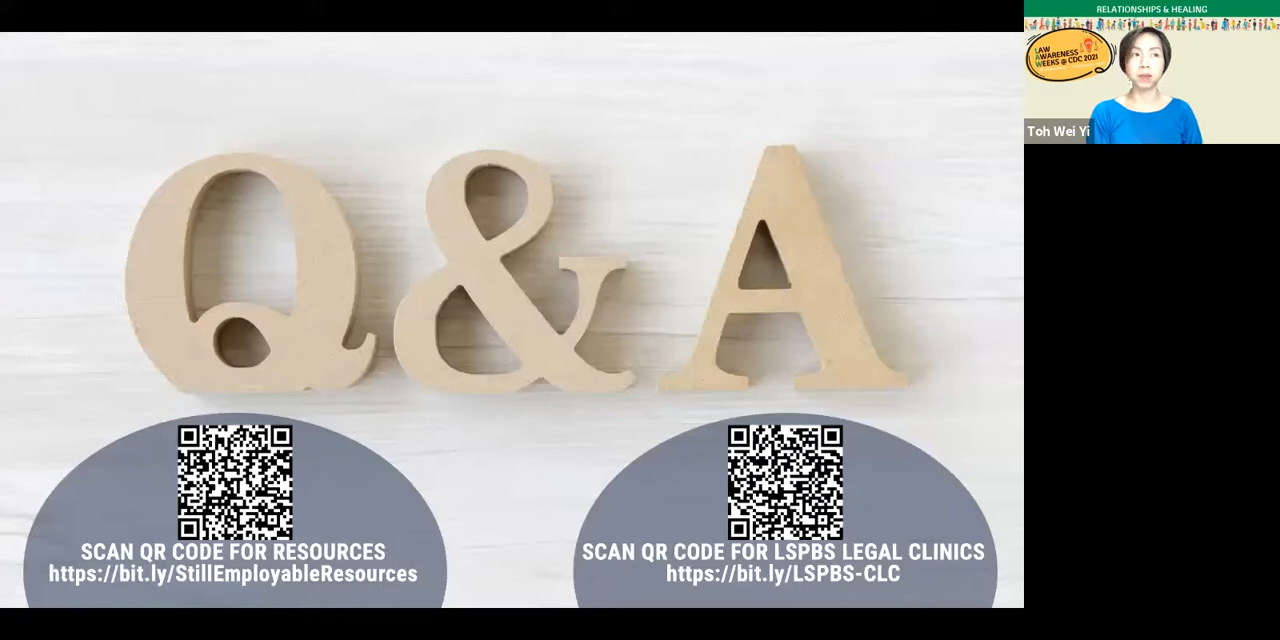 RELATIONSHIPS & HEALING
LAW
AWARENESS
WEEKS @ CDC 2021
Toh Wei Yi
Q&A
SCAN QR CODE FOR RESOURCES
https://bit.ly/StillEmployableResources
SCAN QR CODE FOR LSPBS LEGAL CLINICS
https://bit.ly/LSPBS-CLC